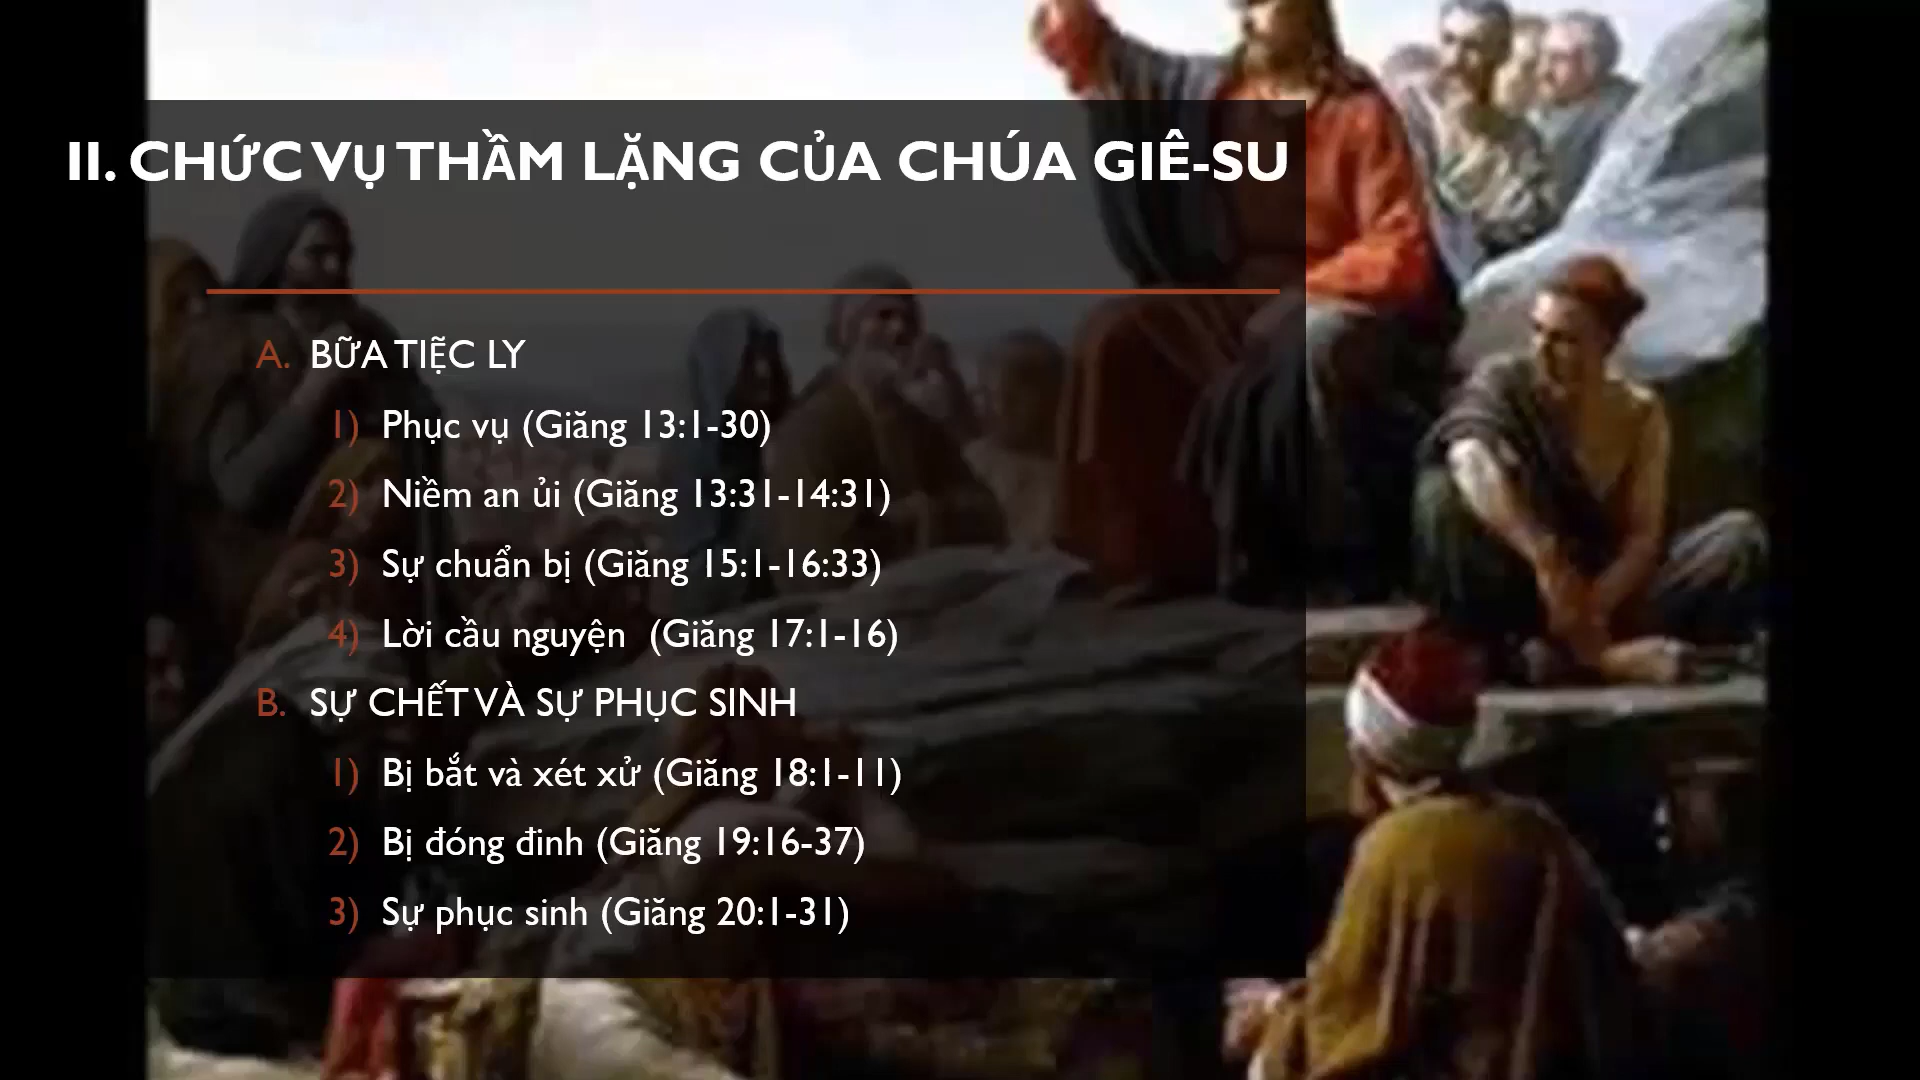 II. CHỨC VỤ THẦM LẶNG CỦA CHÚA GIÊ-SU
A. BỮA TIỆC LY
1) Phục vụ (Giăng 13:1-30)
2) Niềm an ủi (Giăng 13:31-14:31)
3) Sự chuẩn bị (Giăng 15:1-16:33)
4) Lời cầu nguyện (Giăng 17:1-16)
B. SỰ CHẾT VÀ SỰ PHỤC SINH
1) Bị bắt và xét xử (Giăng 18:1-11)
2) Bị đóng đinh (Giăng 19:16-37)
3) Sự phục sinh (Giăng 20:1-31)